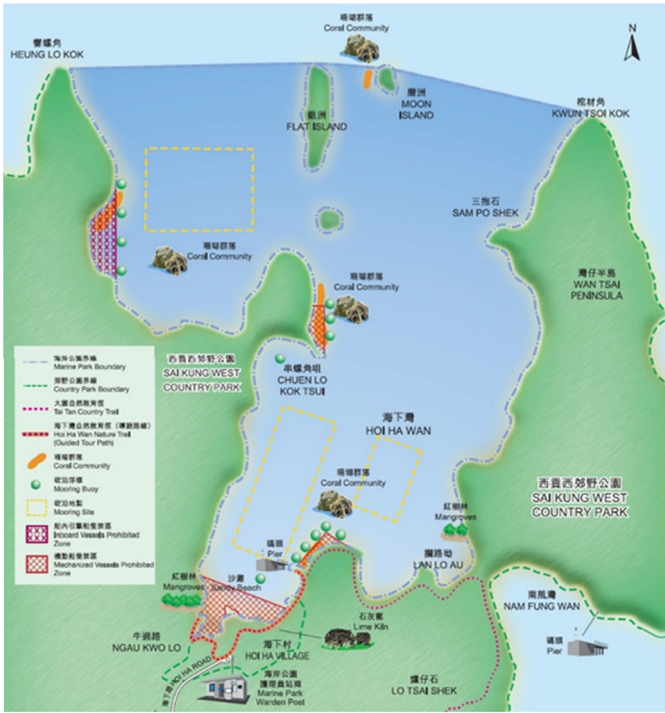 響螺角
HEUNG LO KOK
珊瑚群落
Coral Community
N
磨洲
MOON
ISLAND
棺材角
KWUN TSOI KOK
銀洲
FLAT ISLAND
三抱石
SAM PO SHEK
珊瑚群落
Coral Community
珊瑚群落
Coral Community
灣仔半島
WAN TSAI
PENINSULA
西貢西郊野公園
SAI KUNG WEST
COUNTRY PARK
串螺角咀
CHUEN LO
KOK TSUI
海下灣
HOI HA WAN
海岸公園界線
Marine Park Boundary
郊野公園界線
Country Park Boundary
Tai Tan Country Trail
海下灣自然教育徑（導遊路線）
Hoi Ha Wan Nature Trail
(Guided Tour Path)
珊瑚群落
Coral Community
碇泊浮標
Mooring Buoy
碇泊地點
Mooring Site
Inboard Vessels Prohibited
Zone
Mechanized Vessels Prohibited
Zone
珊瑚群落
Coral Community
西貢西郊野公園
SAI KUNG WEST
COUNTRY PARK
紅樹林
Mangroves
碼頭
Pier
攔路坳
LAN LO AU
紅樹林
Mangroves
沙灘
Sandy Beach
南風灣
NAM FUNG WAN
石灰窰
Lime Kiln
牛過路
NGAU KWO LO
海下村
HOI HA VILLAGE
碼頭
Pier
海下路 HOI HA ROAD
海岸公園
護理員站崗
Marine Park
Warden Post
爐仔石
LO TSAI SHEK